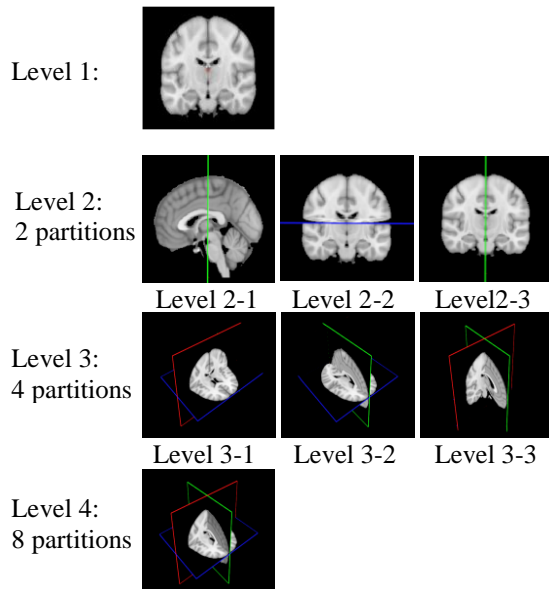 Level 1:
Level 2:
2 partitions
Level 2-1 Level 2-2 Level2-3
Level 3:
4 partitions
Level 3-1 Level 3-2 Level 3-3
Level 4:
8 partitions